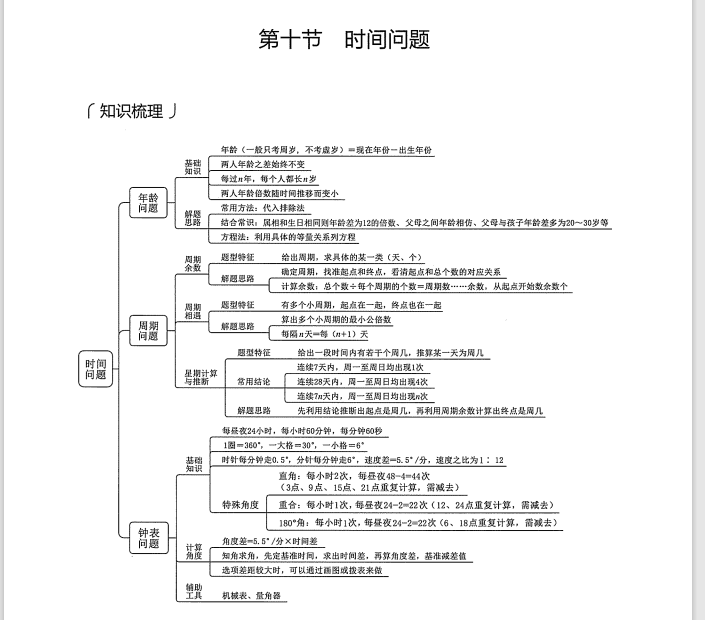 第十节 时间问题
知识梳理
时间
问题
年龄
问题
基础
知识
年龄（一般只考周岁，不考虚岁）＝现在年份－出生年份
两人年龄之差始终不变
每过n年，每个人都长n岁
两人年龄倍数随时间推移而变小
解题
思路
常用方法：代入排除法
结合常识：属相和生日相同则年龄差为12的倍数、父母之间年龄相仿、父母与孩子年龄差多为20～30岁等
方程法：利用具体的等量关系列方程
周期
问题
周期
余数
题型特征
给出周期，求具体的某一类（天、个）
解题思路
确定周期，找准起点和终点，看清起点和总个数的对应关系
计算余数：总个数÷每个周期的个数＝周期数……余数，从起点开始数余数个
周期
相遇
题型特征
有多个小周期，起点在一起，终点也在一起
解题思路
算出多个小周期的最小公倍数
每隔n天＝每（n+1）天
星期计算
与推断
题型特征
给出一段时间内有若干个周几，推算某一天为周几
常用结论
连续7天内，周一至周日均出现1次
连续28天内，周一至周日均出现4次
连续7n天内，周一至周日均出现n次
解题思路
先利用结论推断出起点是周几，再利用周期余数计算出终点是周几
钟表
问题
基础
知识
每昼夜24小时，每小时60分钟，每分钟60秒
1圈＝360°，一大格＝30°，一小格＝6°
时针每分钟走0.5°，分针每分钟走6°，速度差＝5.5°/分，速度之比为1：12
特殊角度
直角：每小时2次，每昼夜48－4＝44次
（3点、9点、15点、21点重复计算，需减去）
重合：每小时1次，每昼夜24－2＝22次（12、24点重复计算，需减去）
180°角：每小时1次，每昼夜24－2＝22次（6、18点重复计算，需减去）
计算
角度
角度差＝5.5°/分×时间差
知角求角，先定基准时间，求出时间差，再算角度差，基准减差值
选项差距较大时，可以通过画图或拨表来做
辅助
工具
机械表、量角器